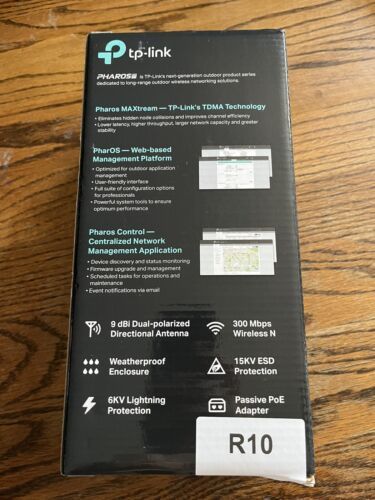 tp-link
PHAROS is TP-Link's next-generation outdoor product series
dedicated to long-range outdoor wireless networking solutions.
Pharos MAXtream — TP-Link's TDMA Technology
• Eliminates hidden node collisions and improves channel efficiency
• Lower latency, higher throughput, larger network capacity and greater
stability
PharOS — Web-based
Management Platform
• Optimized for outdoor application
management
• User-friendly interface
• Full suite of configuration options
for professionals
• Powerful system tools to ensure
optimum performance
Pharos Control —
Centralized Network
Management Application
• Device discovery and status monitoring
• Firmware upgrade and management
• Scheduled tasks for operations and
maintenance
• Event notifications via email
9 dBi Dual-polarized
Directional Antenna
300 Mbps
Wireless N
Weatherproof
Enclosure
15KV ESD
Protection
6KV Lightning
Protection
Passive PoE
Adapter
R10